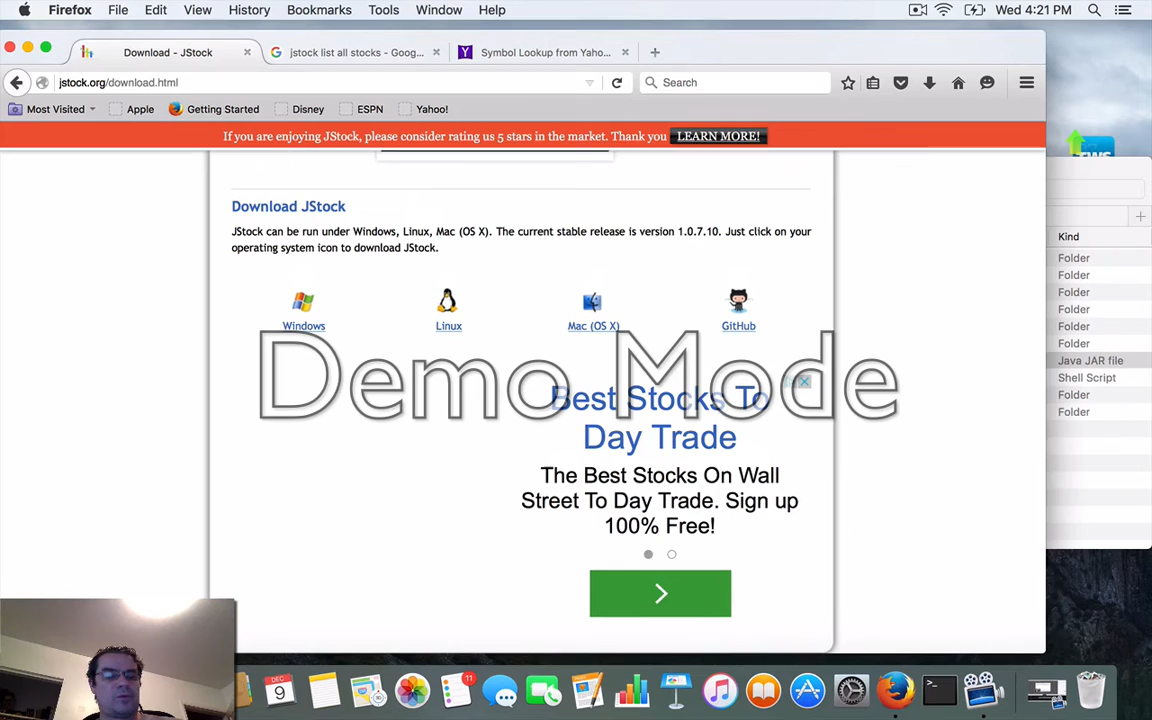 Firefox File Edit View History Bookmarks Tools Window Help Wed 4:21 PM
Download - JStock jstock list all stocks - Goog... Symbol Lookup from Yaho...
jstock.org/download.html Search
Most Visited Apple Getting Started Disney ESPN Yahoo!
If you are enjoying JStock, please consider rating us 5 stars in the market. Thank you LEARN MORE!
Download JStock
JStock can be run under Windows, Linux, Mac (OS X). The current stable release is version 1.0.7.10. Just click on your
operating system icon to download JStock.
Windows Linux Mac (OS X) GitHub
Demo Mode
Best Stocks To
Day Trade
The Best Stocks On Wall
Street To Day Trade. Sign up
100% Free!
Kind
Folder
Folder
Folder
Folder
Folder
Folder
Java JAR file
Shell Script
Folder
Folder
DEC
9
11